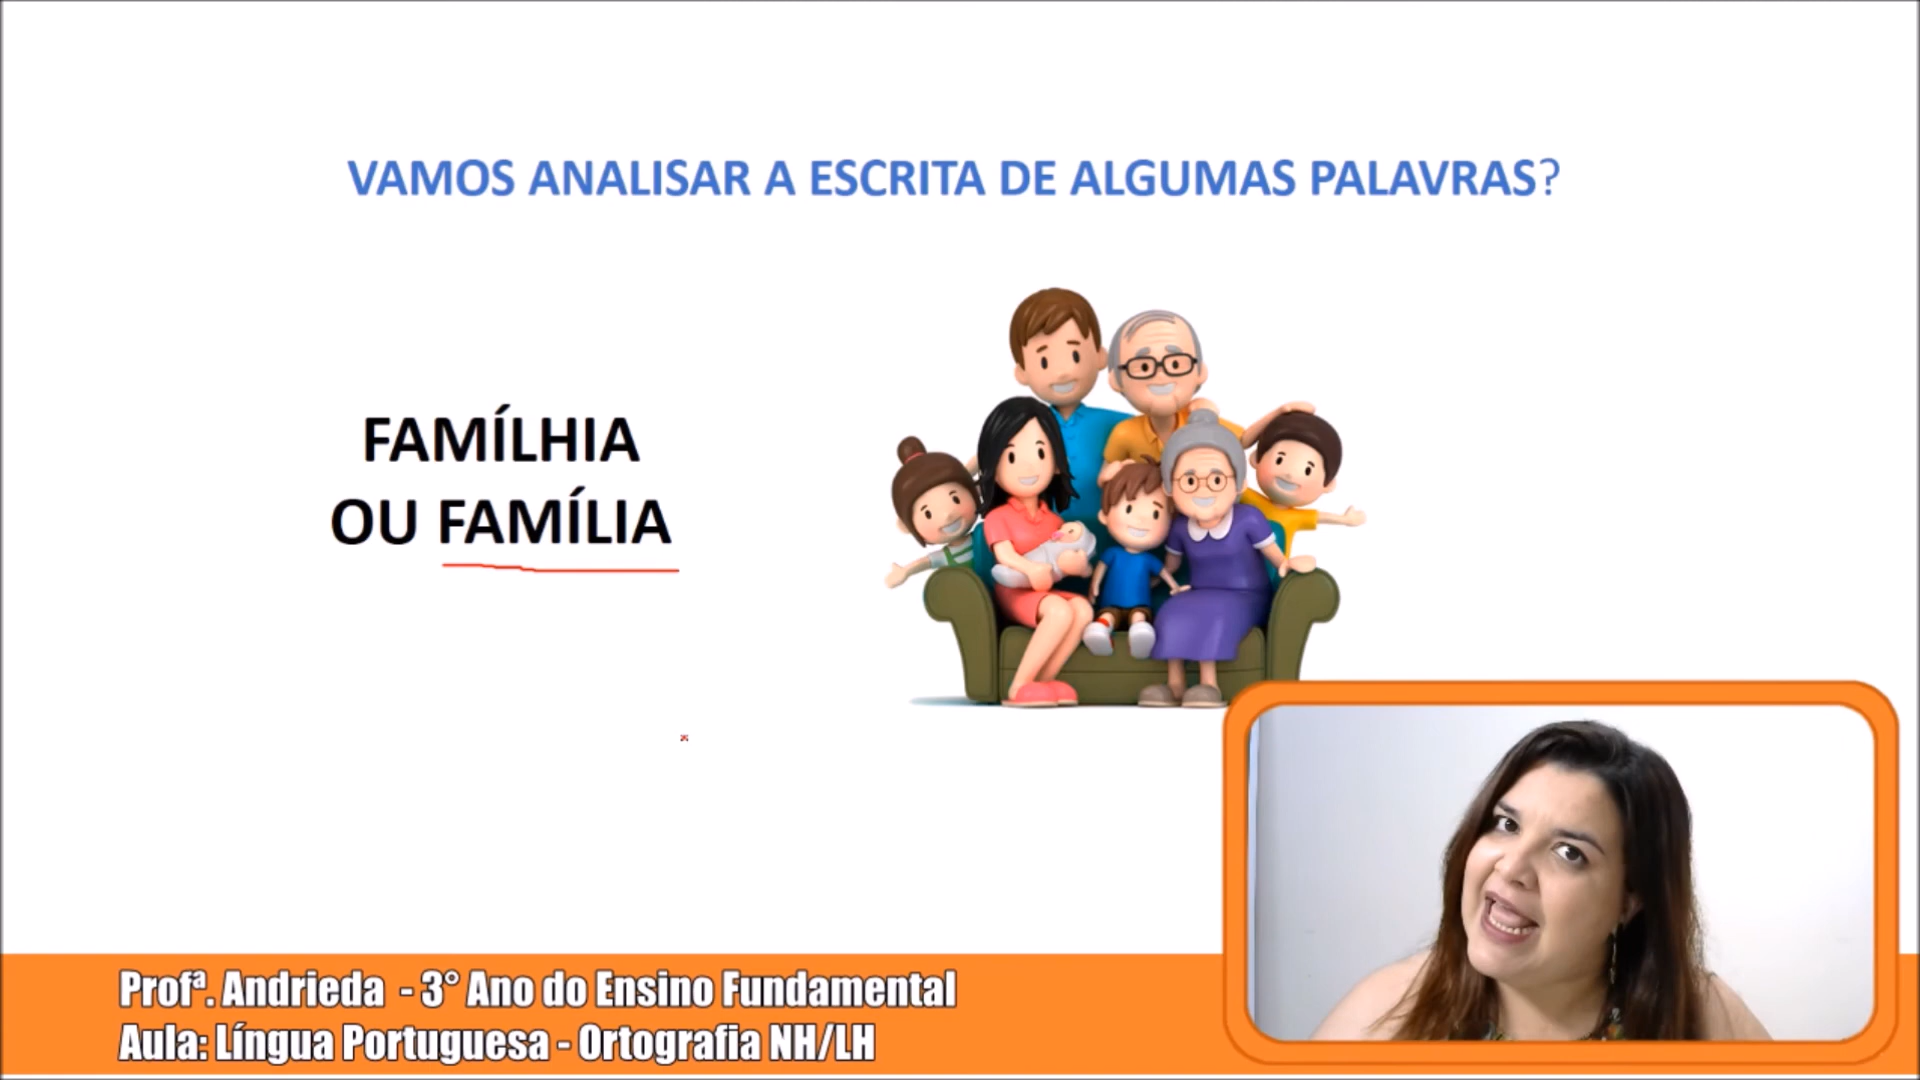 VAMOS ANALISAR A ESCRITA DE ALGUMAS PALAVRAS?
FAMÍLHIA
OU FAMÍLIA
Profª. Andrieda - 3° Ano do Ensino Fundamental
Aula: Língua Portuguesa - Ortografia NH/LH